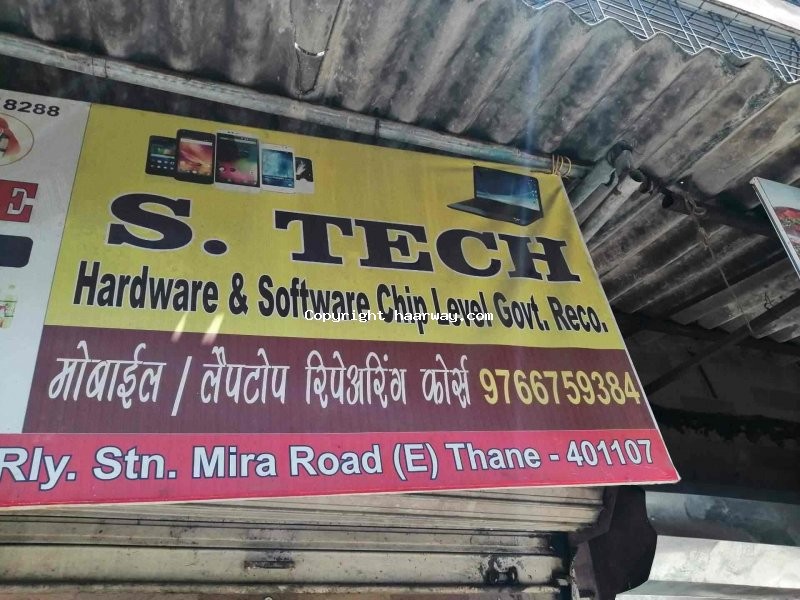 8288
E
S. TECH
Hardware & Software Chip Level Govt. Reco.
Copyright haarway.com
मोबाईल / लॅपटोप रिपेअरिंग कोर्स 9766759384
Rly. Stn. Mira Road (E) Thane - 401107